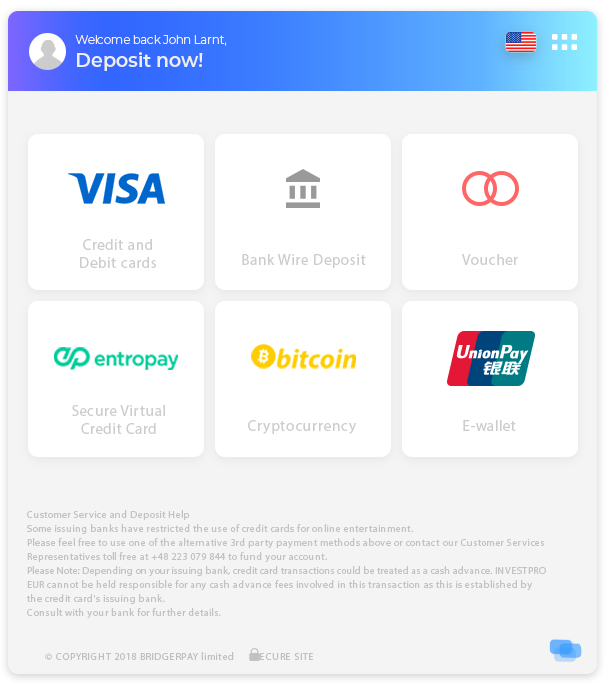 Welcome back John Larnt,
Deposit now!
VISA
Credit and
Debit cards
Bank Wire Deposit
Voucher
entropay
Secure Virtual
Credit Card
bitcoin
Cryptocurrency
UnionPay
银联
E-wallet
Customer Service and Deposit Help
Some issuing banks have restricted the use of credit cards for online entertainment.
Please feel free to use one of the alternative 3rd party payment methods above or contact our Customer Services
Representatives toll free at +48 223 079 844 to fund your account.
Please Note: Depending on your issuing bank, credit card transactions could be treated as a cash advance. INVESTPRO
EUR cannot be held responsible for any cash advance fees involved in this transaction as this is established by
the credit card's issuing bank.
Consult with your bank for further details.
© COPYRIGHT 2018 BRIDGERPAY limited ECURE SITE